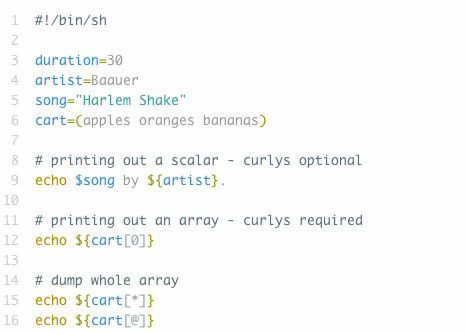 1 #!/bin/sh
2
3 duration=30
4 artist=Baauer
5 song="Harlem Shake"
6 cart=(apples oranges bananas)
7
8 # printing out a scalar - curlys optional
9 echo $song by ${artist}.
10
11 # printing out an array - curlys required
12 echo ${cart[0]}
13
14 # dump whole array
15 echo ${cart[*]}
16 echo ${cart[@]}